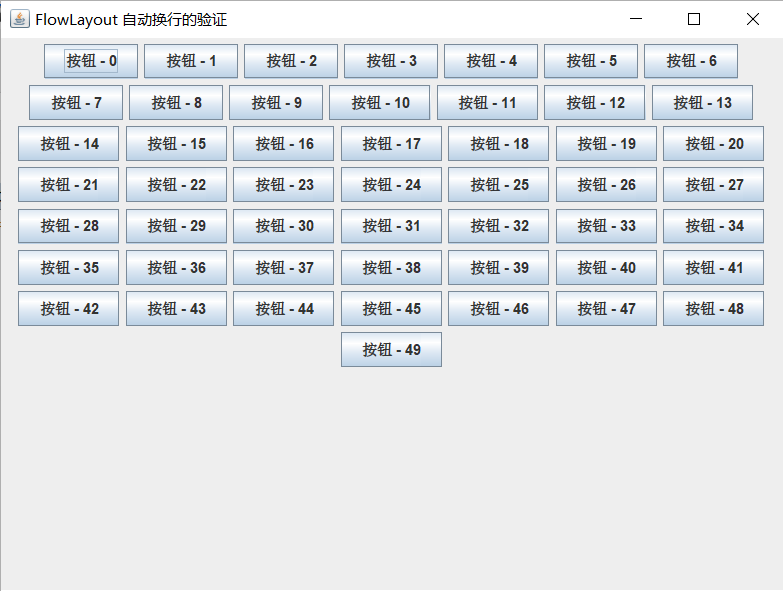 FlowLayout 自动换行的验证
按钮 - 0 按钮 - 1 按钮 - 2 按钮 - 3 按钮 - 4 按钮 - 5 按钮 - 6
按钮 - 7 按钮 - 8 按钮 - 9 按钮 - 10 按钮 - 11 按钮 - 12 按钮 - 13
按钮 - 14 按钮 - 15 按钮 - 16 按钮 - 17 按钮 - 18 按钮 - 19 按钮 - 20
按钮 - 21 按钮 - 22 按钮 - 23 按钮 - 24 按钮 - 25 按钮 - 26 按钮 - 27
按钮 - 28 按钮 - 29 按钮 - 30 按钮 - 31 按钮 - 32 按钮 - 33 按钮 - 34
按钮 - 35 按钮 - 36 按钮 - 37 按钮 - 38 按钮 - 39 按钮 - 40 按钮 - 41
按钮 - 42 按钮 - 43 按钮 - 44 按钮 - 45 按钮 - 46 按钮 - 47 按钮 - 48
按钮 - 49